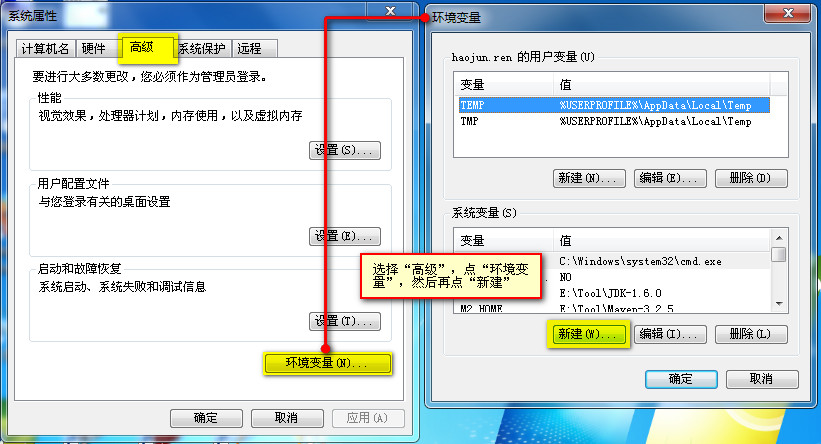 系统属性
计算机名 硬件 高级 系统保护 远程
要进行大多数更改，您必须作为管理员登录。
性能
视觉效果，处理器计划，内存使用，以及虚拟内存
设置(S)...
用户配置文件
与您登录有关的桌面设置
设置(E)...
启动和故障恢复
系统启动、系统失败和调试信息
设置(T)...
环境变量(N)...
确定 取消 应用(A)
环境变量
haojun.ren 的用户变量(U)
变量 值
TEMP %USERPROFILE%\AppData\Local\Temp
TMP %USERPROFILE%\AppData\Local\Temp
新建(N)... 编辑(E)... 删除(D)
系统变量(S)
变量 值
C:\Windows\system32\cmd.exe
NO
E:\Tool\JDK-1.6.0
M2_HOME E:\Tool\Maven-3.2.5
选择“高级”，点“环境变
量”，然后再点“新建”
新建(W)... 编辑(I)... 删除(L)
确定 取消